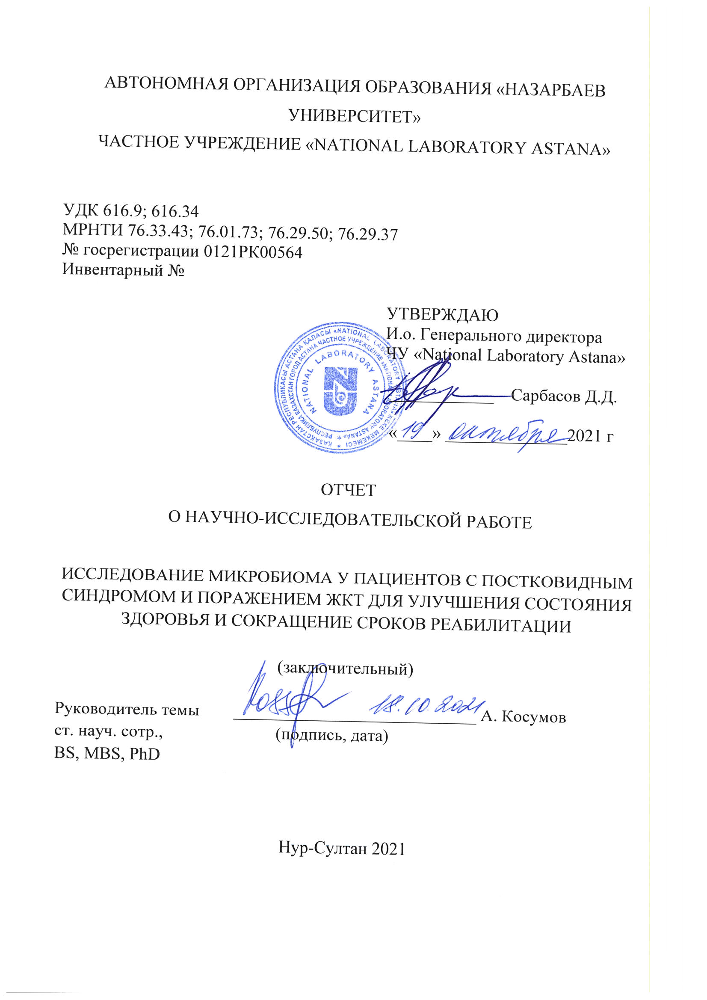 АВТОНОМНАЯ ОРГАНИЗАЦИЯ ОБРАЗОВАНИЯ «НАЗАРБАЕВ
УНИВЕРСИТЕТ»
ЧАСТНОЕ УЧРЕЖДЕНИЕ «NATIONAL LABORATORY ASTANA»
УДК 616.9; 616.34
МРНТИ 76.33.43; 76.01.73; 76.29.50; 76.29.37
№ госрегистрации 0121РК00564
Инвентарный №
УТВЕРЖДАЮ
И.о. Генерального директора
ЧУ «National Laboratory Astana»
Сарбасов Д.Д.
«19» октября 2021 г
ҚАЗАҚСТАН РЕСПУБЛИКАСЫ АСТАНА ҚАЛАСЫ «NATIONAL LABORATORY ASTANA» ЖЕКЕ МЕКЕМЕСІ
РЕСПУБЛИКА КАЗАХСТАН ГОРОД АСТАНА ЧАСТНОЕ УЧРЕЖДЕНИЕ «NATIONAL LABORATORY ASTANA»
NATIONAL LABORATORY ASTANA
ОТЧЕТ
О НАУЧНО-ИССЛЕДОВАТЕЛЬСКОЙ РАБОТЕ
ИССЛЕДОВАНИЕ МИКРОБИОМА У ПАЦИЕНТОВ С ПОСТКОВИДНЫМ
СИНДРОМОМ И ПОРАЖЕНИЕМ ЖКТ ДЛЯ УЛУЧШЕНИЯ СОСТОЯНИЯ
ЗДОРОВЬЯ И СОКРАЩЕНИЕ СРОКОВ РЕАБИЛИТАЦИИ
(заключительный)
Руководитель темы 18.10.2021 А. Косумов
ст. науч. сотр., (подпись, дата)
BS, MBS, PhD
Нур-Султан 2021